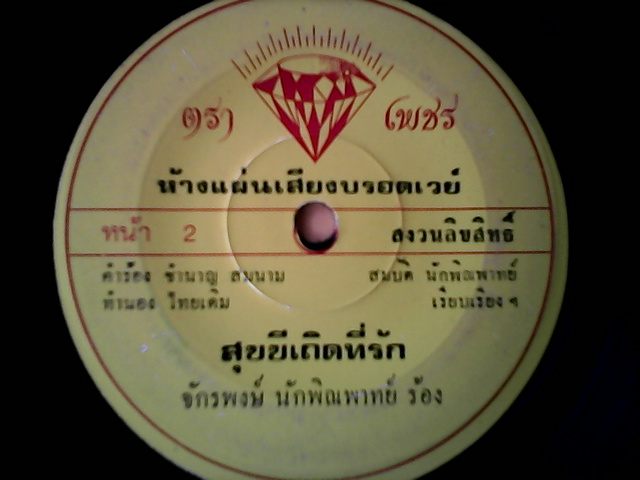 ตรา เพชร
ห้างแผ่นเสียงบรอดเวย์
หน้า 2 สงวนลิขสิทธิ์
คำร้อง ชำนาญ สมนาม สมบัติ นักพิณพาทย์
ทำนอง ไทยเดิม เรียบเรียง ฯ
สุขขีเถิดที่รัก
จักรพงษ์ นักพิณพาทย์ ร้อง